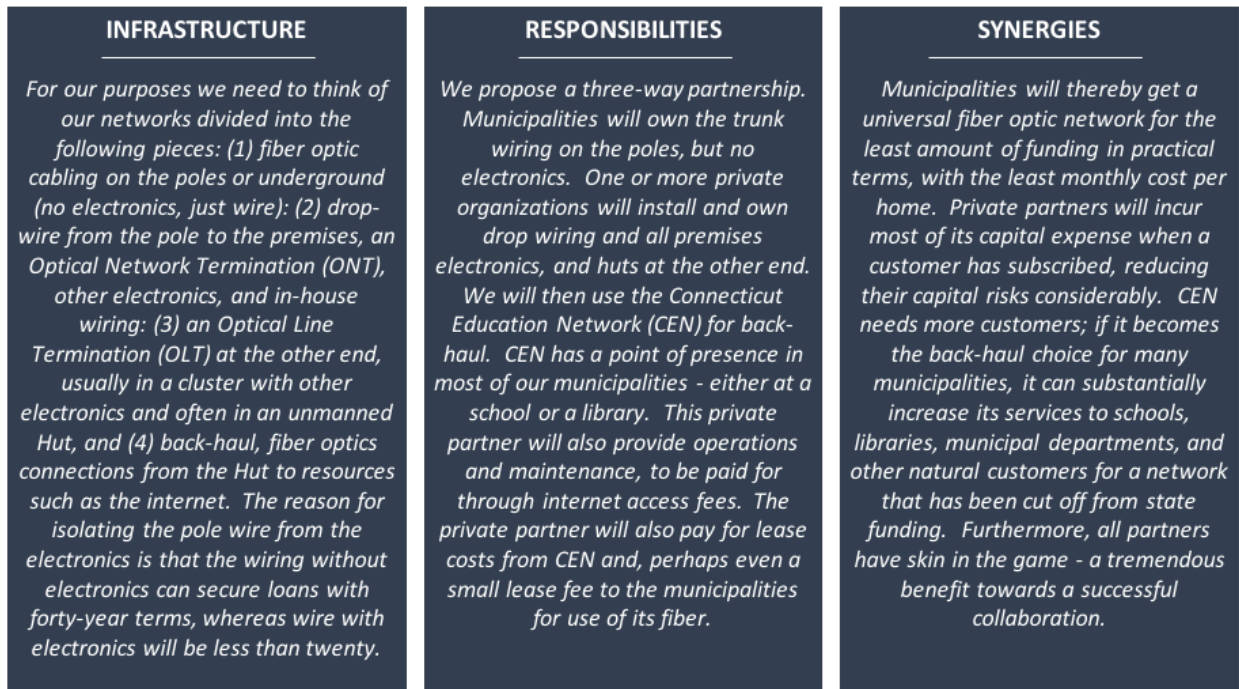 INFRASTRUCTURE
For our purposes we need to think of
our networks divided into the
following pieces: (1) fiber optic
cabling on the poles or underground
(no electronics, just wire): (2) drop-
wire from the pole to the premises, an
Optical Network Termination (ONT),
other electronics, and in-house
wiring: (3) an Optical Line
Termination (OLT) at the other end,
usually in a cluster with other
electronics and often in an unmanned
Hut, and (4) back-haul, fiber optics
connections from the Hut to resources
such as the internet.  The reason for
isolating the pole wire from the
electronics is that the wiring without
electronics can secure loans with
forty-year terms, whereas wire with
electronics will be less than twenty.
RESPONSIBILITIES
We propose a three-way partnership.
Municipalities will own the trunk
wiring on the poles, but no
electronics.  One or more private
organizations will install and own
drop wiring and all premises
electronics, and huts at the other end.
We will then use the Connecticut
Education Network (CEN) for back-
haul.  CEN has a point of presence in
most of our municipalities - either at a
school or a library.  This private
partner will also provide operations
and maintenance, to be paid for
through internet access fees.  The
private partner will also pay for lease
costs from CEN and, perhaps even a
small lease fee to the municipalities
for use of its fiber.
SYNERGIES
Municipalities will thereby get a
universal fiber optic network for the
least amount of funding in practical
terms, with the least monthly cost per
home.  Private partners will incur
most of its capital expense when a
customer has subscribed, reducing
their capital risks considerably.  CEN
needs more customers; if it becomes
the back-haul choice for many
municipalities, it can substantially
increase its services to schools,
libraries, municipal departments, and
other natural customers for a network
that has been cut off from state
funding.  Furthermore, all partners
have skin in the game - a tremendous
benefit towards a successful
collaboration.